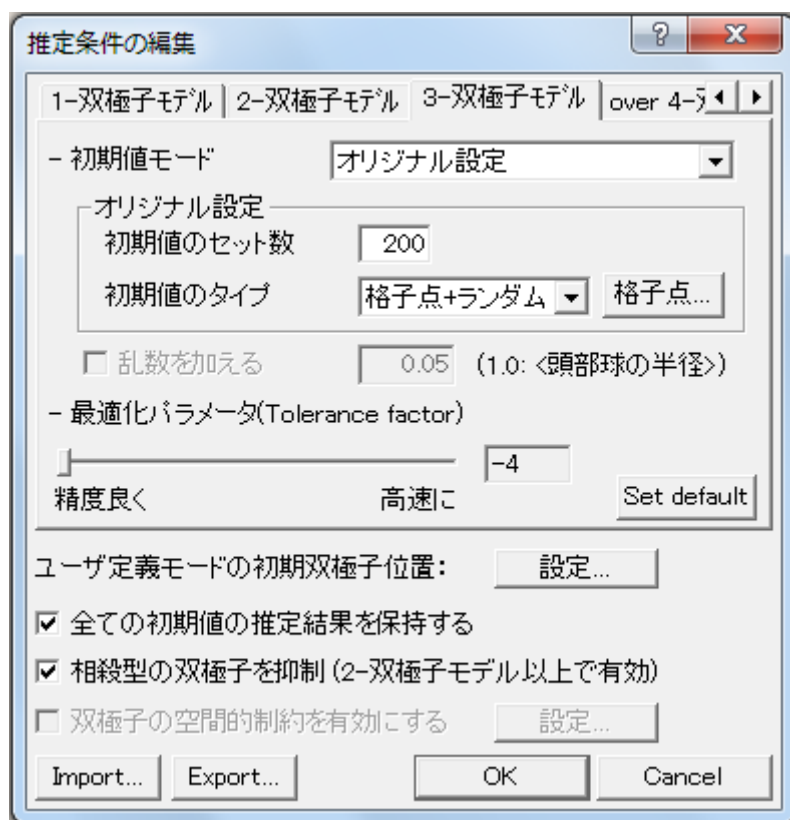 推定条件の編集
1-双極子モデル 2-双極子モデル 3-双極子モデル over 4-
- 初期値モード オリジナル設定
オリジナル設定
初期値のセット数 200
初期値のタイプ 格子点+ランダム 格子点...
乱数を加える 0.05 (1.0: <頭部球の半径>)
- 最適化パラメータ(Tolerance factor)
-4
精度良く 高速に Set default
ユーザ定義モードの初期双極子位置: 設定...
全ての初期値の推定結果を保持する
相殺型の双極子を抑制(2-双極子モデル以上で有効)
双極子の空間的制約を有効にする 設定...
Import... Export... OK Cancel